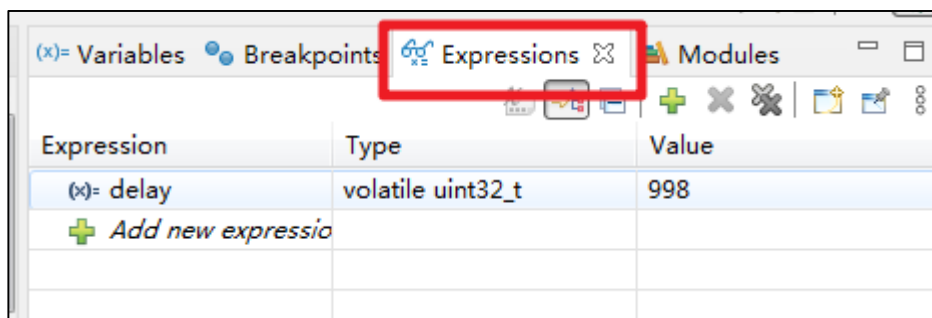 (x)= Variables Breakpoints Expressions Modules
Expression Type Value
(x)= delay volatile uint32_t 998
Add new expressio